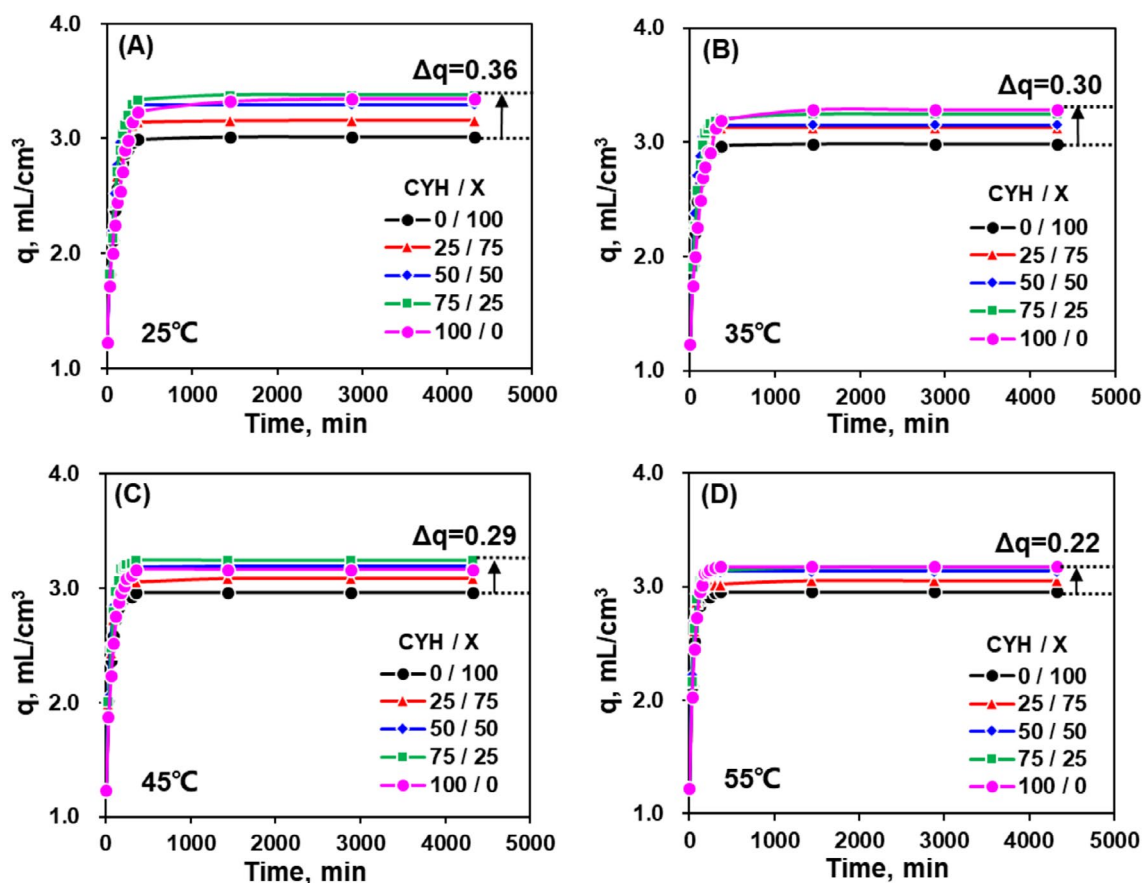 (A)
Δq=0.36
q, mL/cm³
4.0
3.0
2.0
1.0
CYH / X
0 / 100
25 / 75
50 / 50
75 / 25
100 / 0
25℃
0 1000 2000 3000 4000 5000
Time, min
(B)
Δq=0.30
q, mL/cm³
4.0
3.0
2.0
1.0
CYH / X
0 / 100
25 / 75
50 / 50
75 / 25
100 / 0
35℃
0 1000 2000 3000 4000 5000
Time, min
(C)
Δq=0.29
q, mL/cm³
4.0
3.0
2.0
1.0
CYH / X
0 / 100
25 / 75
50 / 50
75 / 25
100 / 0
45℃
0 1000 2000 3000 4000 5000
Time, min
(D)
Δq=0.22
q, mL/cm³
4.0
3.0
2.0
1.0
CYH / X
0 / 100
25 / 75
50 / 50
75 / 25
100 / 0
55℃
0 1000 2000 3000 4000 5000
Time, min